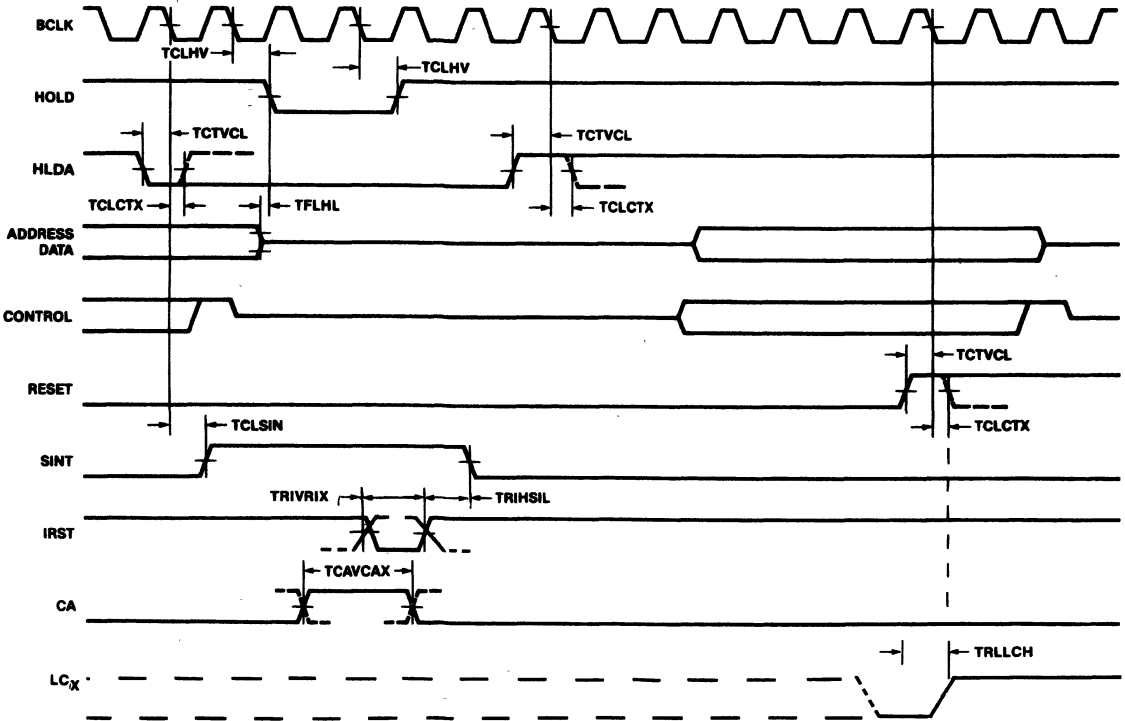 BCLK
TCLHV
TCLHV
HOLD
TCTVCL
TCTVCL
HLDA
TCLCTX
TFLHL
TCLCTX
ADDRESS
DATA
CONTROL
TCTVCL
RESET
TCLSIN
TCLCTX
SINT
TRIVRIX
TRIHSIL
IRST
TCAVCAX
CA
TRLLCH
LCX